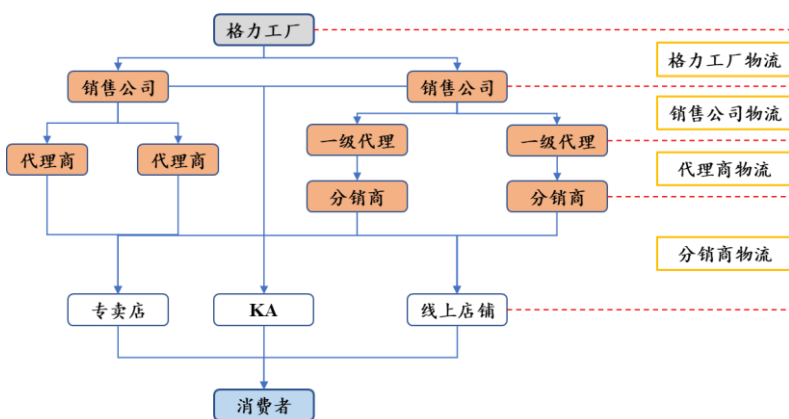 格力工厂
格力工厂物流
销售公司
销售公司
销售公司物流
代理商
代理商
一级代理
一级代理
代理商物流
分销商
分销商
分销商物流
专卖店
KA
线上店铺
消费者